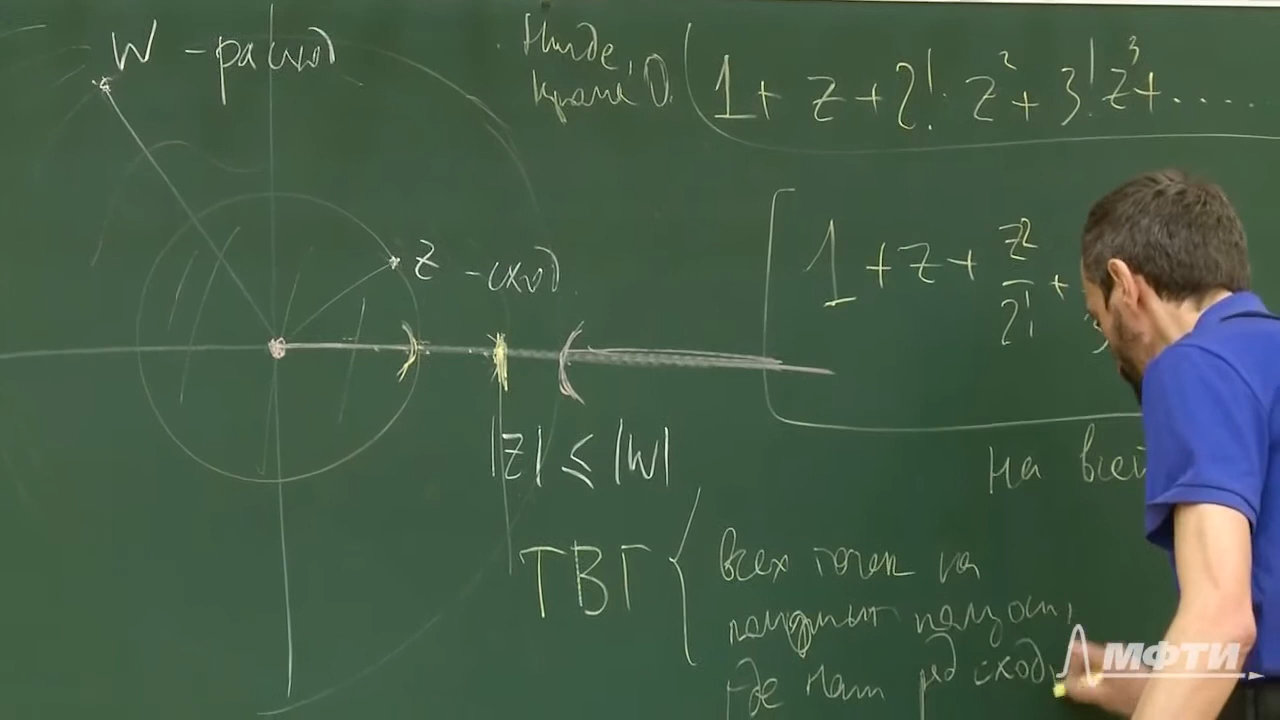 W - расход
Нигде,
кроме 0.
1 + z + 2! · z² + 3! z³ + .....
z - сход.
1 + z + z²/2! +
|z| ≤ |W|
на всей
ТВГ {
всех точек на
где наш ряд сход
МФТИ